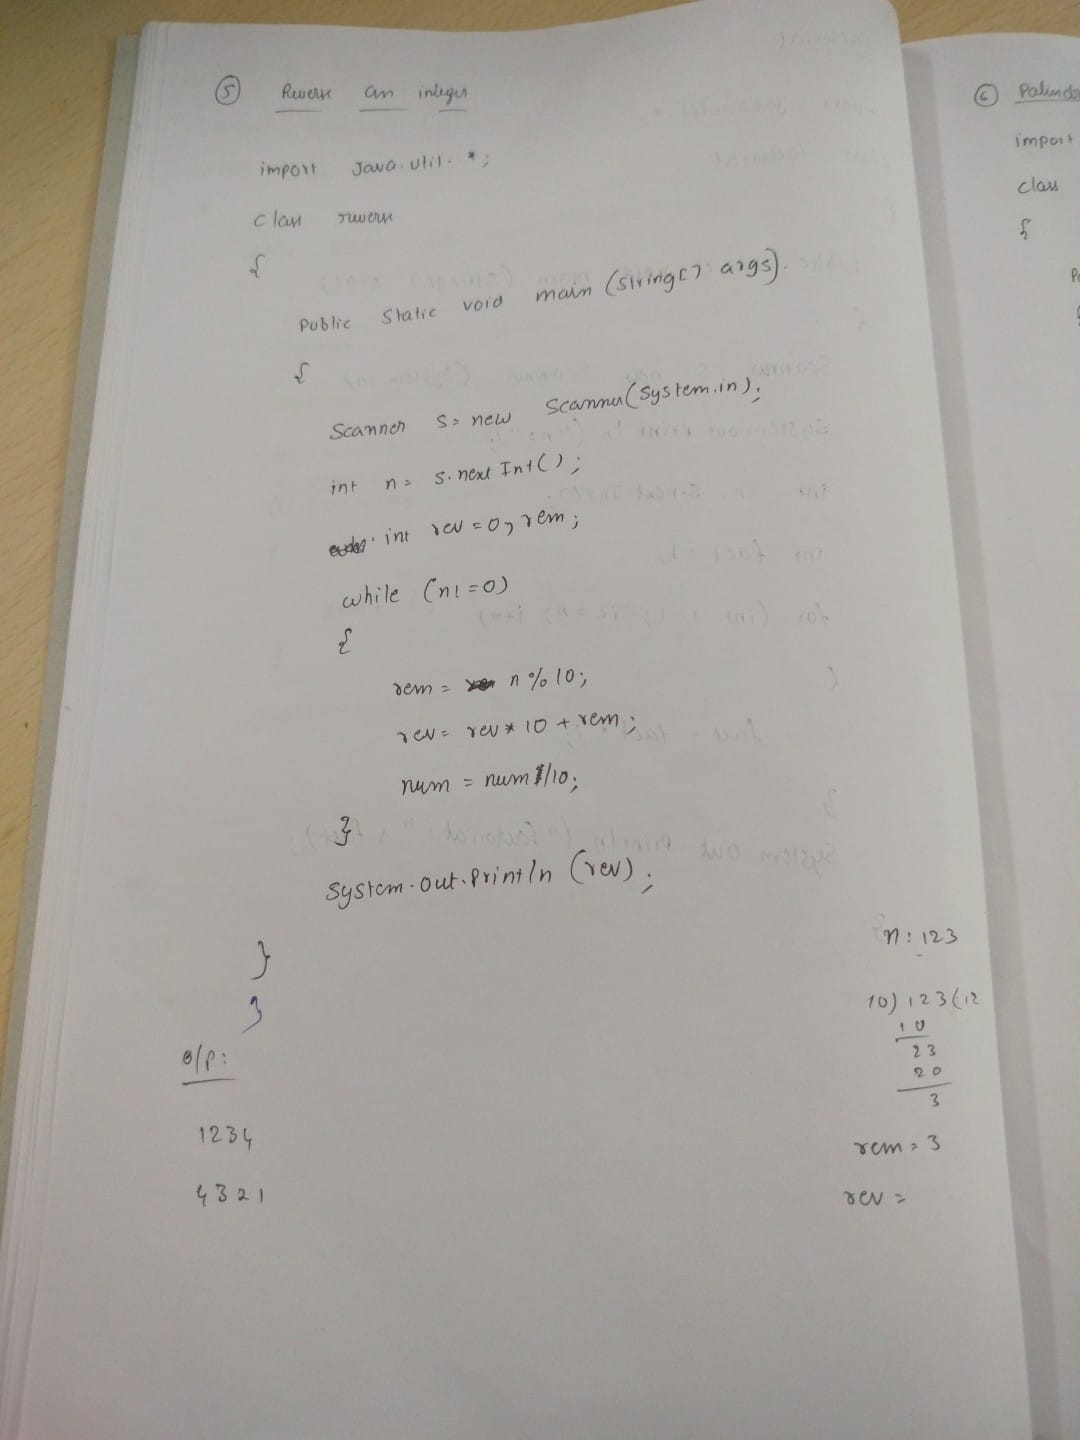 5 Reverse an integer
import Java.util.*;
class reverse
{
Public Static void main (String[] args).
{
Scanner s= new Scanner(System.in);
int n= s.next Int();
int rev =0, rem;
while (n!=0)
{
rem = n%10;
rev= rev*10+rem;
num = num/10;
}
System.out.Println (rev);
}
}
O/P:
1234
4321
n: 123
10) 123(12
10
23
20
3
rem = 3
rev =
6
import
class
{